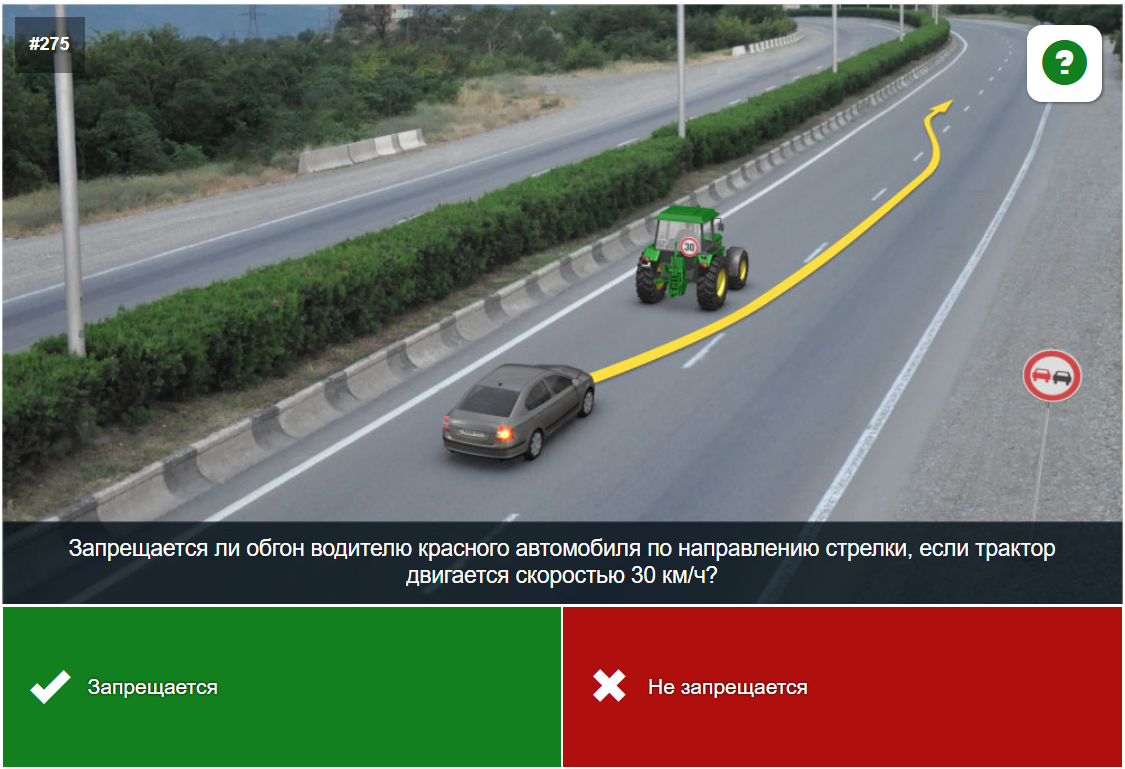 #275
?
30
Запрещается ли обгон водителю красного автомобиля по направлению стрелки, если трактор
двигается скоростью 30 км/ч?
Запрещается
Не запрещается